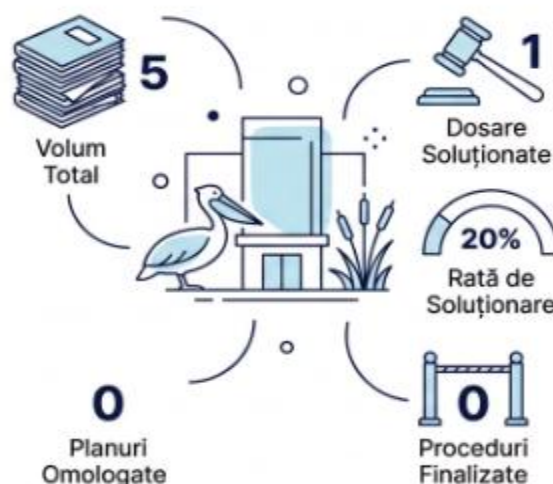 5
Volum
Total
1
Dosare
Soluționate
20%
Rată de
Soluționare
0
Planuri
Omologate
0
Proceduri
Finalizate